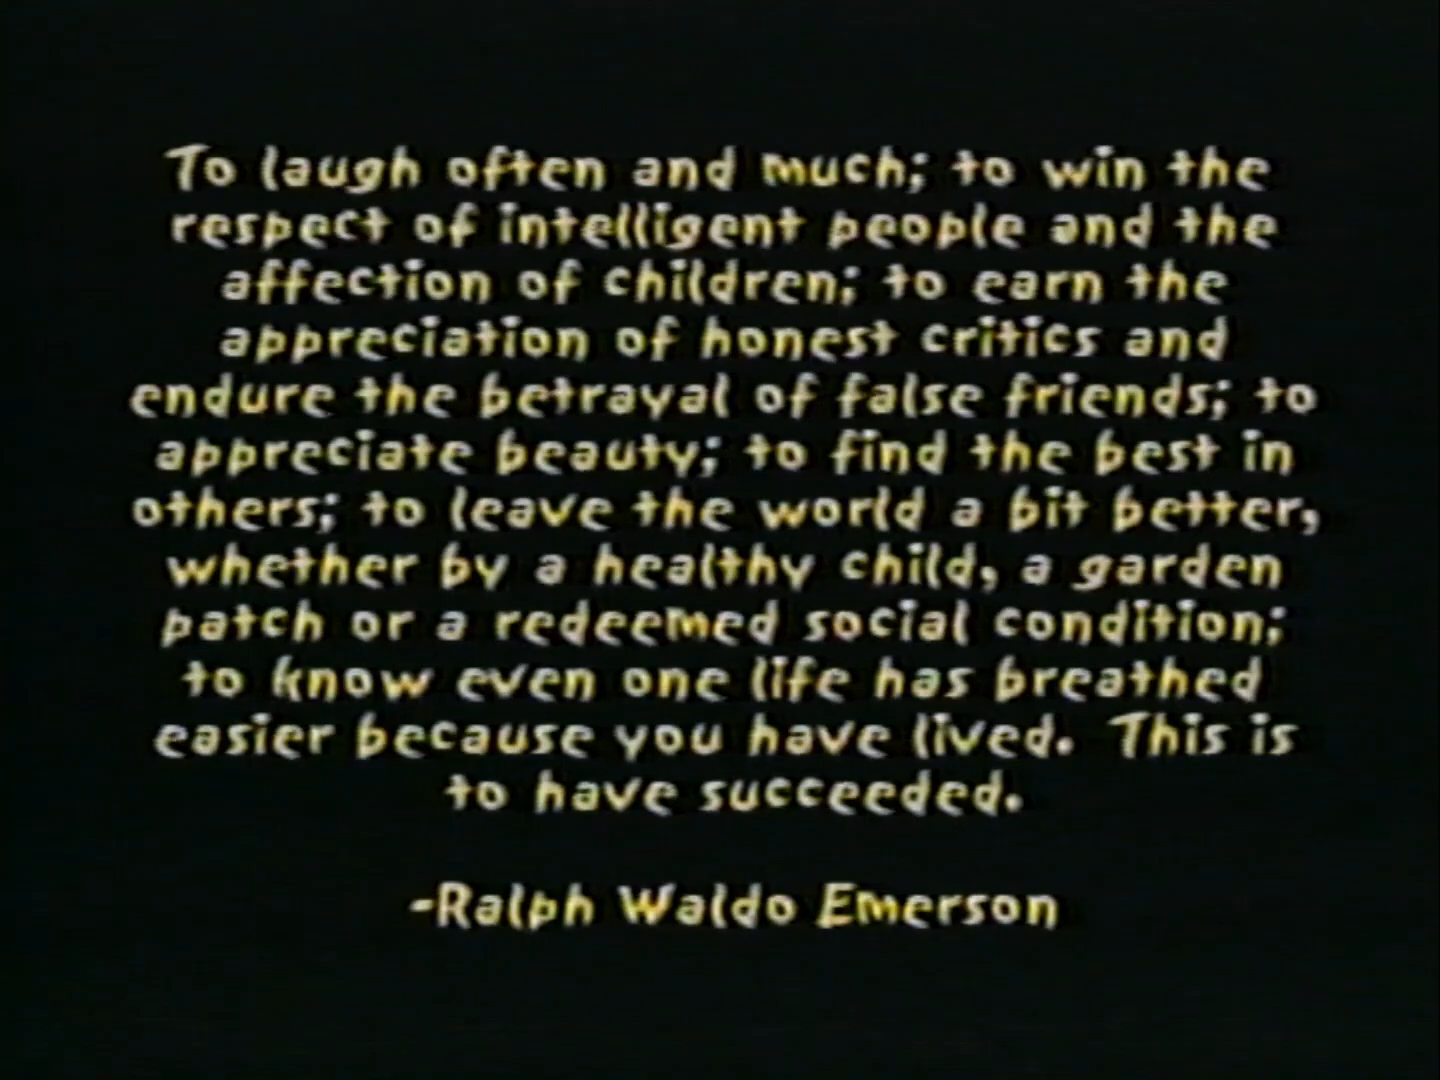 To laugh often and much; to win the
respect of intelligent people and the
affection of children; to earn the
appreciation of honest critics and
endure the betrayal of false friends; to
appreciate beauty; to find the best in
others; to leave the world a bit better,
whether by a healthy child, a garden
patch or a redeemed social condition;
to know even one life has breathed
easier because you have lived. This is
to have succeeded.
-Ralph Waldo Emerson